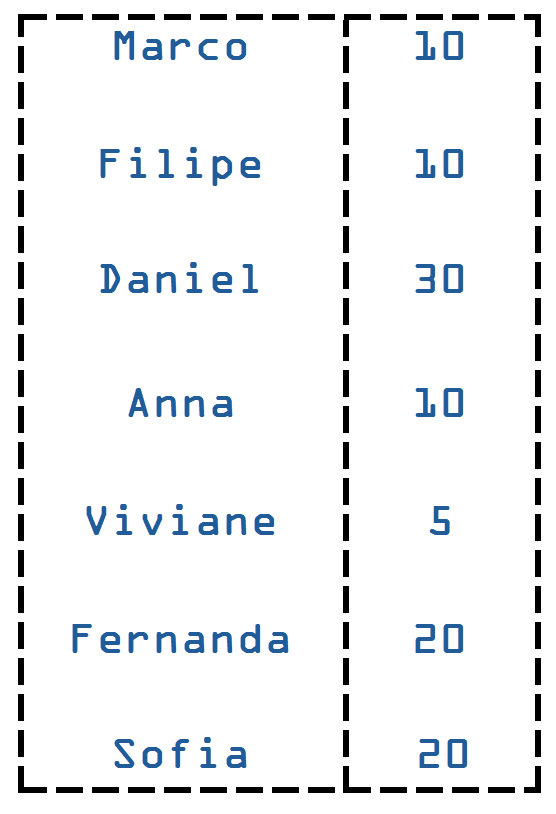 Marco 10
Filipe 10
Daniel 30
Anna 10
Viviane 5
Fernanda 20
Sofia 20